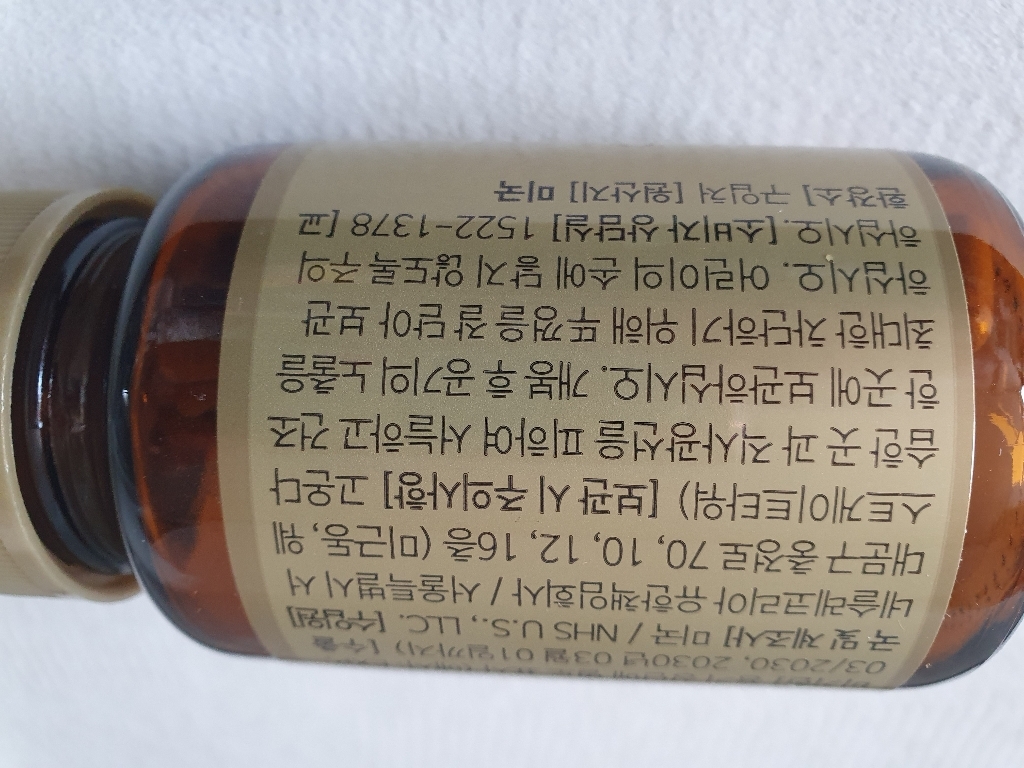 03/2030, 2030년 03월 01일까지) [수출
국 및 제조사] 미국 / NHS U.S., LLC. [수입원]
네슬레코리아 유한책임회사 / 서울특별시 서
대문구 충정로 70, 10, 12, 16층 (미근동, 웨
스트게이트타워) [보관 시 주의사항] 고온다
습한 곳과 직사광선을 피하여 서늘하고 건조
한 곳에 보관하십시오. 개봉 후 공기의 노출을
최대한 차단하기 위해 뚜껑을 잘 닫아 보관
하십시오. 어린이의 손에 닿지 않도록 주의
하십시오. [소비자 상담실] 1522-1378 [교
환장소] 구입처 [원산지] 미국